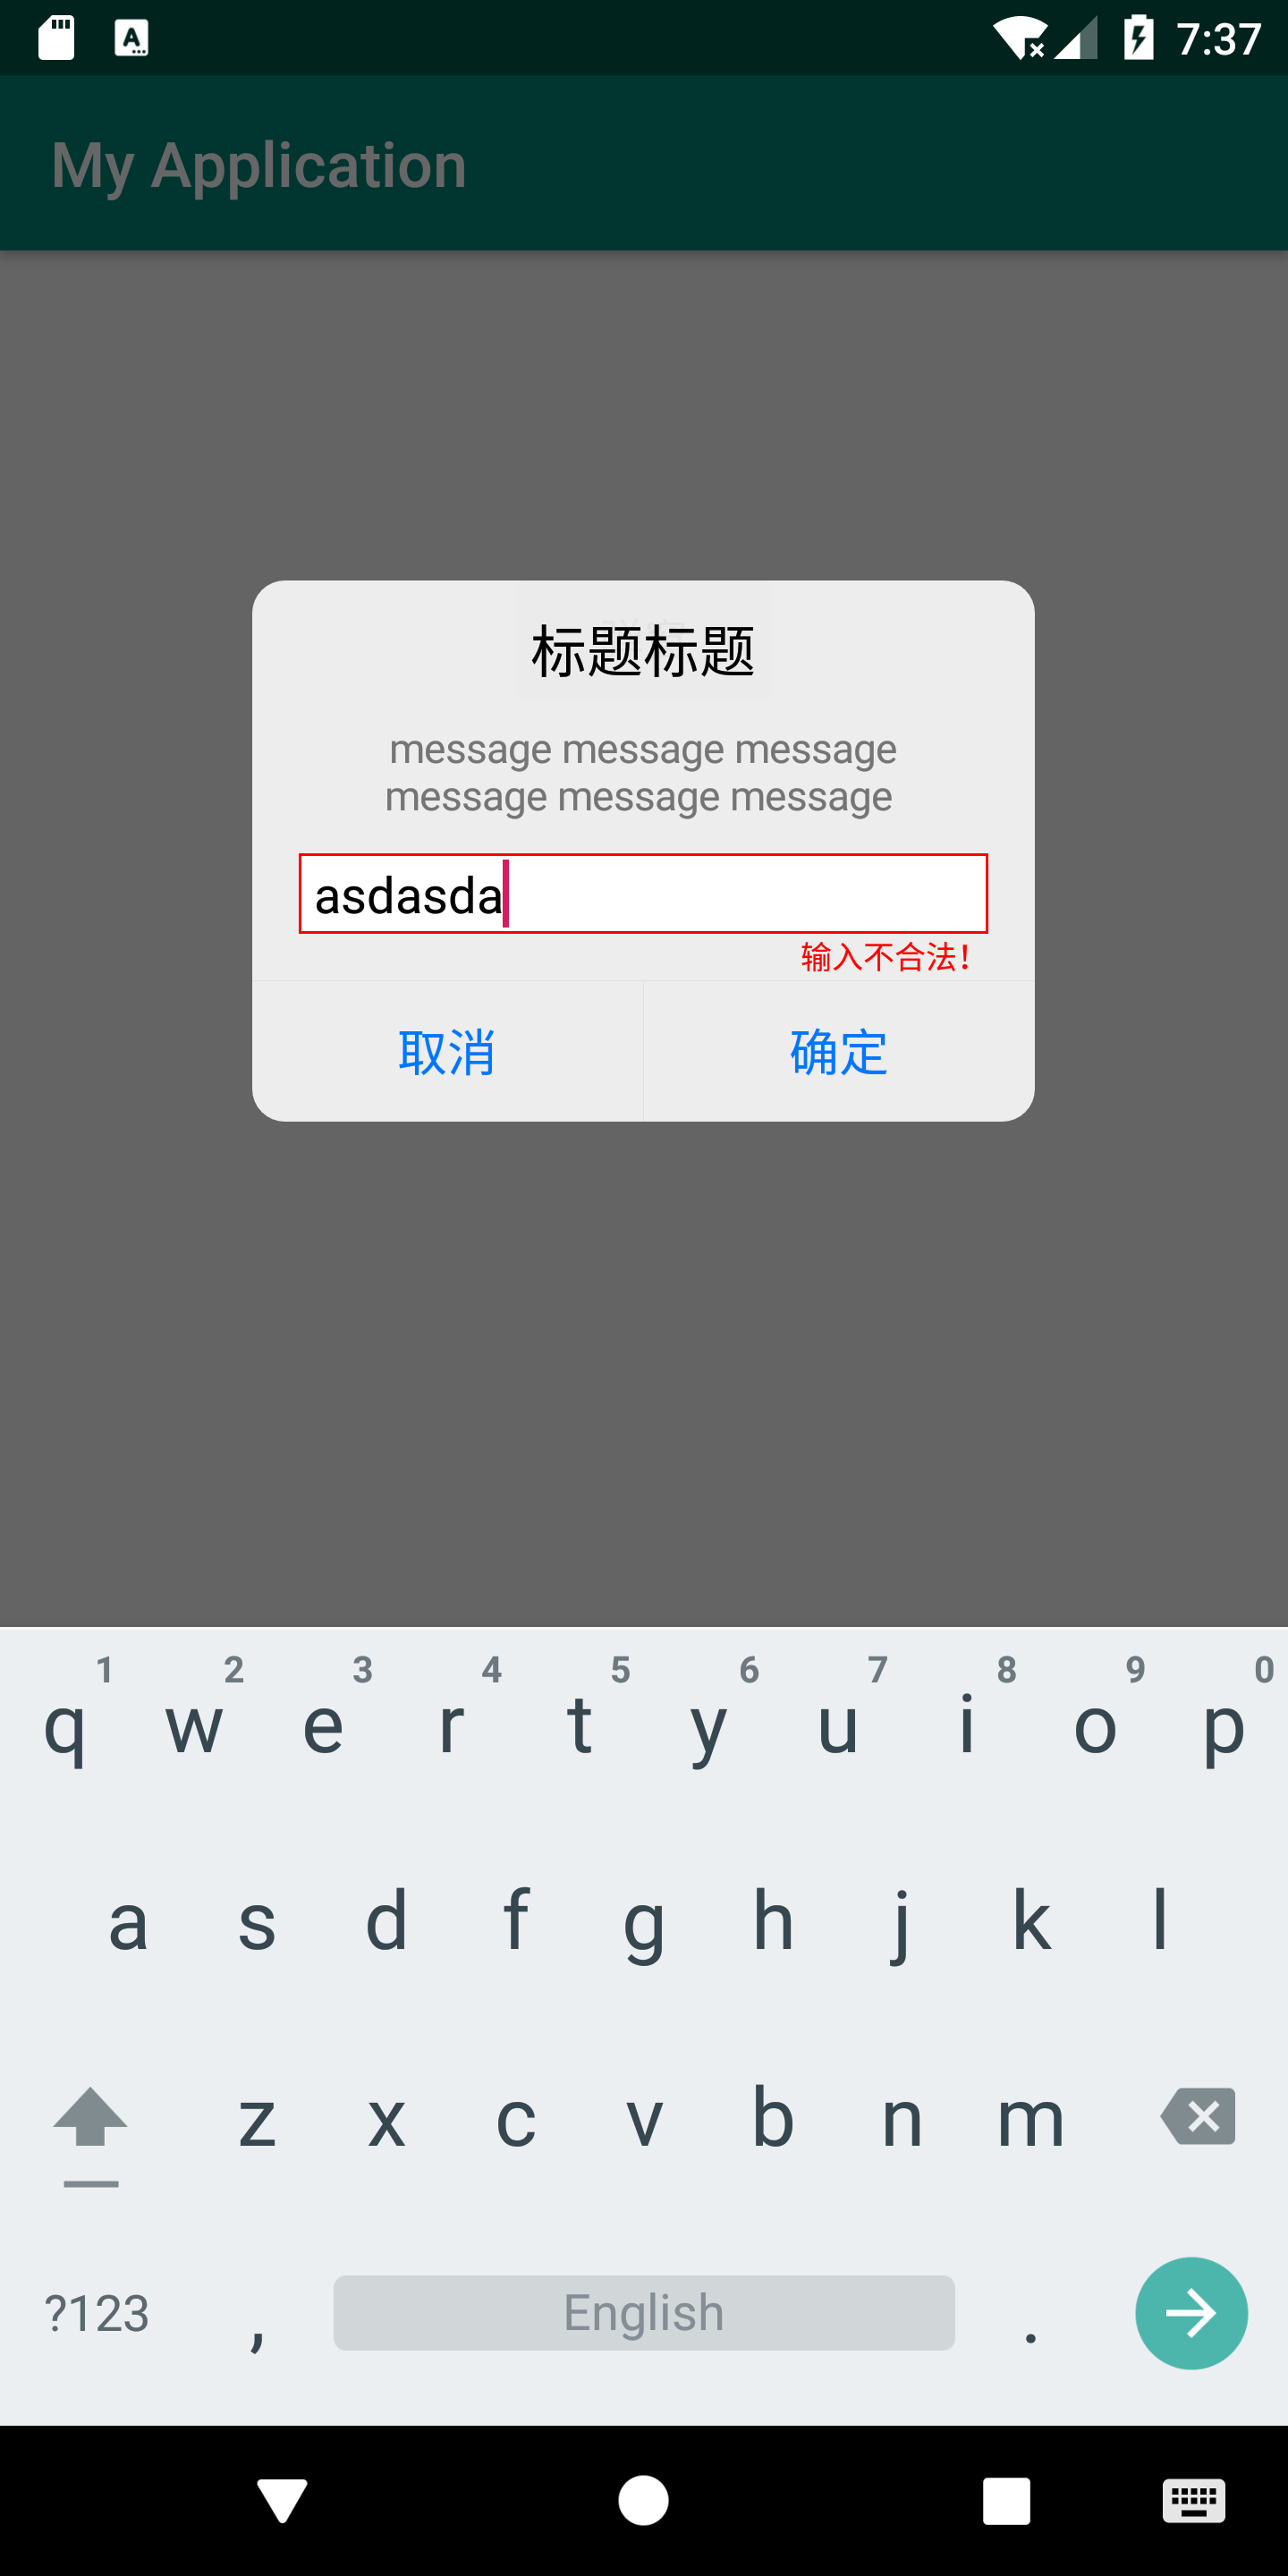 7:37
My Application
标题标题
message message message
message message message
asdasda
输入不合法！
取消 确定
1 2 3 4 5 6 7 8 9 0
q w e r t y u i o p
a s d f g h j k l
z x c v b n m
?123 , English .